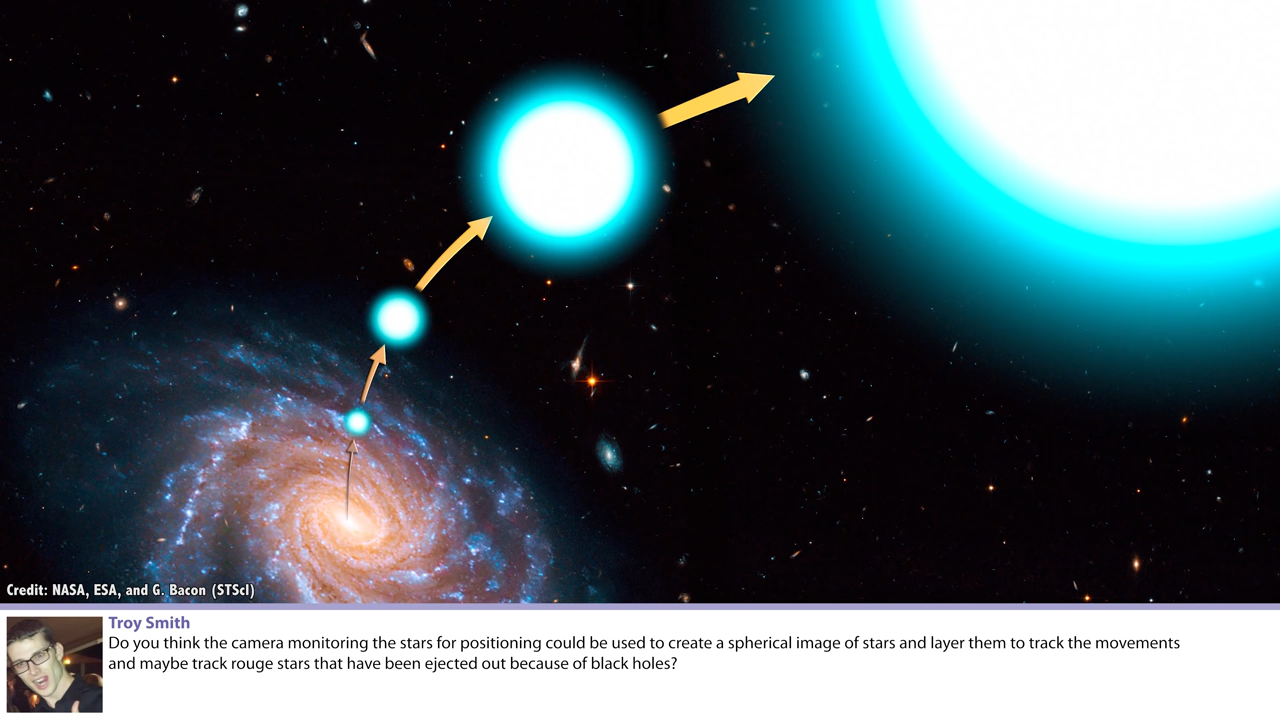 Credit: NASA, ESA, and G. Bacon (STScI)
Troy Smith
Do you think the camera monitoring the stars for positioning could be used to create a spherical image of stars and layer them to track the movements
and maybe track rouge stars that have been ejected out because of black holes?